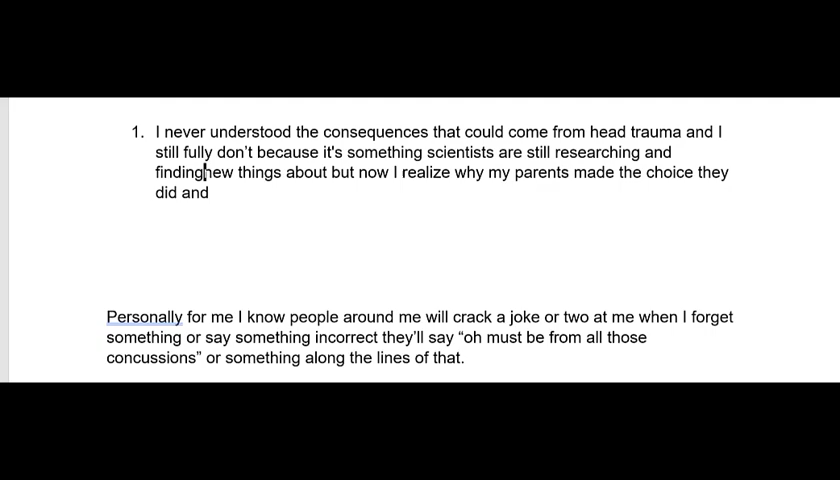 1. I never understood the consequences that could come from head trauma and I
still fully don't because it's something scientists are still researching and
finding new things about but now I realize why my parents made the choice they
did and
Personally for me I know people around me will crack a joke or two at me when I forget
something or say something incorrect they'll say “oh must be from all those
concussions” or something along the lines of that.